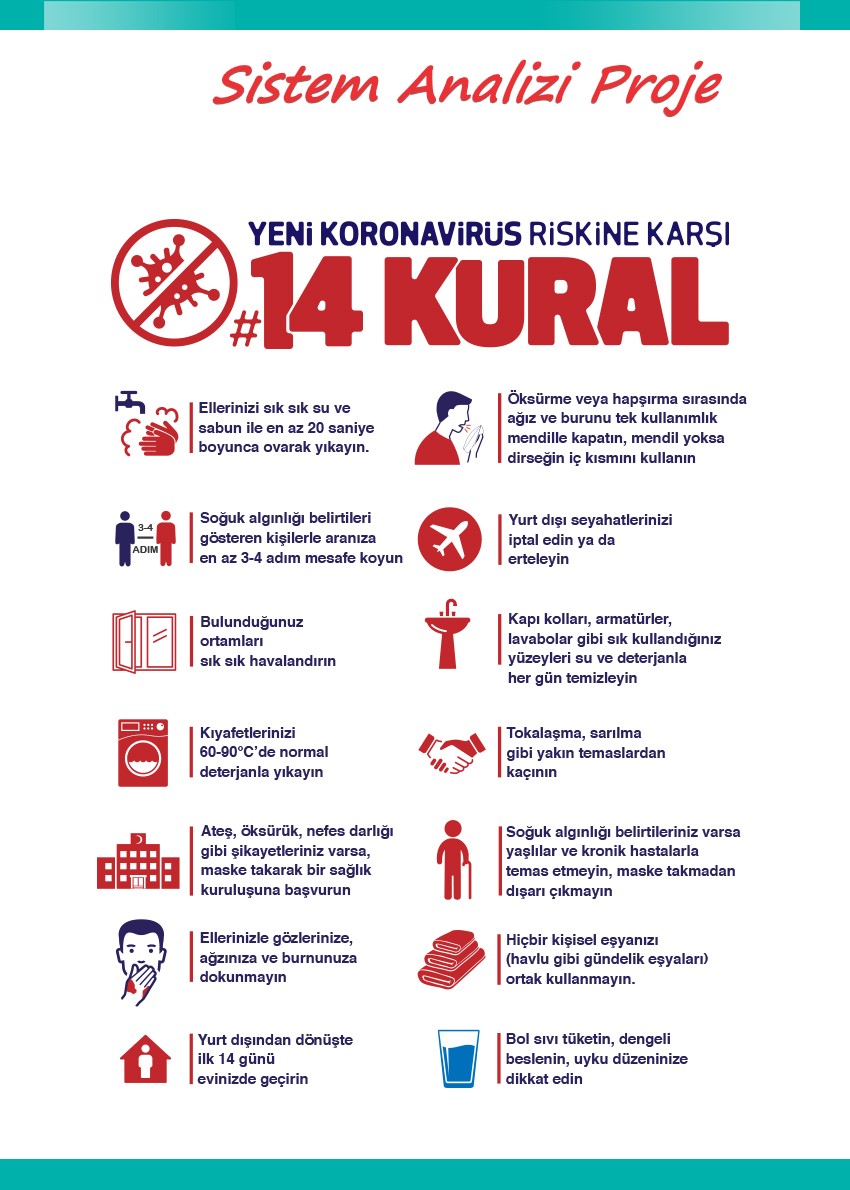 Sistem Analizi Proje
YENİ KORONAVİRÜS RİSKİNE KARŞI
#14 KURAL
Ellerinizi sık sık su ve
sabun ile en az 20 saniye
boyunca ovarak yıkayın.
Öksürme veya hapşırma sırasında
ağız ve burunu tek kullanımlık
mendille kapatın, mendil yoksa
dirseğin iç kısmını kullanın
3-4
ADIM
Soğuk algınlığı belirtileri
gösteren kişilerle aranıza
en az 3-4 adım mesafe koyun
Yurt dışı seyahatlerinizi
iptal edin ya da
erteleyin
Bulunduğunuz
ortamları
sık sık havalandırın
Kapı kolları, armatürler,
lavabolar gibi sık kullandığınız
yüzeyleri su ve deterjanla
her gün temizleyin
Kıyafetlerinizi
60-90°C'de normal
deterjanla yıkayın
Tokalaşma, sarılma
gibi yakın temaslardan
kaçının
Ateş, öksürük, nefes darlığı
gibi şikayetleriniz varsa,
maske takarak bir sağlık
kuruluşuna başvurun
Soğuk algınlığı belirtileriniz varsa
yaşlılar ve kronik hastalarla
temas etmeyin, maske takmadan
dışarı çıkmayın
Ellerinizle gözlerinize,
ağzınıza ve burnunuza
dokunmayın
Hiçbir kişisel eşyanızı
(havlu gibi gündelik eşyaları)
ortak kullanmayın.
Yurt dışından dönüşte
ilk 14 günü
evinizde geçirin
Bol sıvı tüketin, dengeli
beslenin, uyku düzeninize
dikkat edin